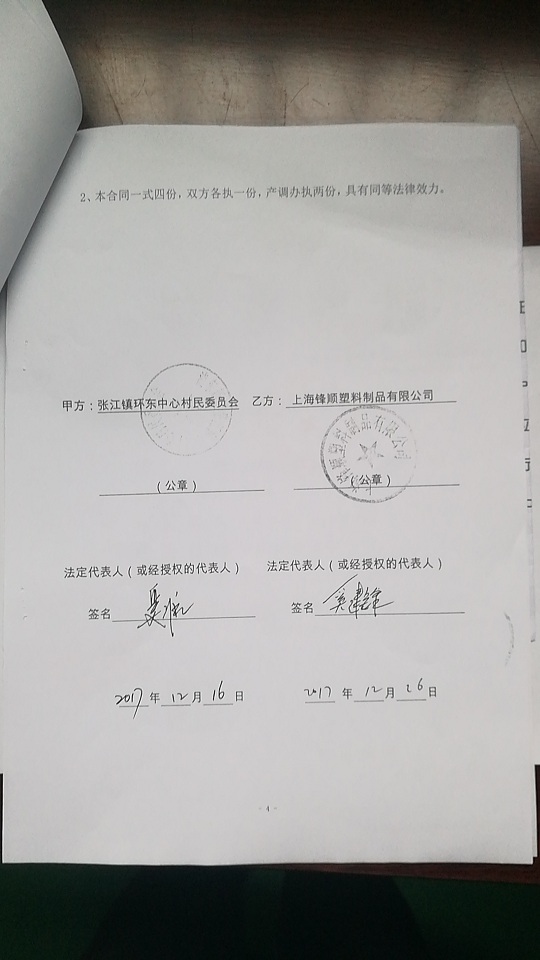 2、本合同一式四份，双方各执一份，产调办执两份，具有同等法律效力。
甲方：张江镇环东中心村民委员会 乙方：上海锋顺塑料制品有限公司
（公章） （公章）
法定代表人（或经授权的代表人） 法定代表人（或经授权的代表人）
签名 签名
2017年12月16日 2017年12月26日
- 4 -